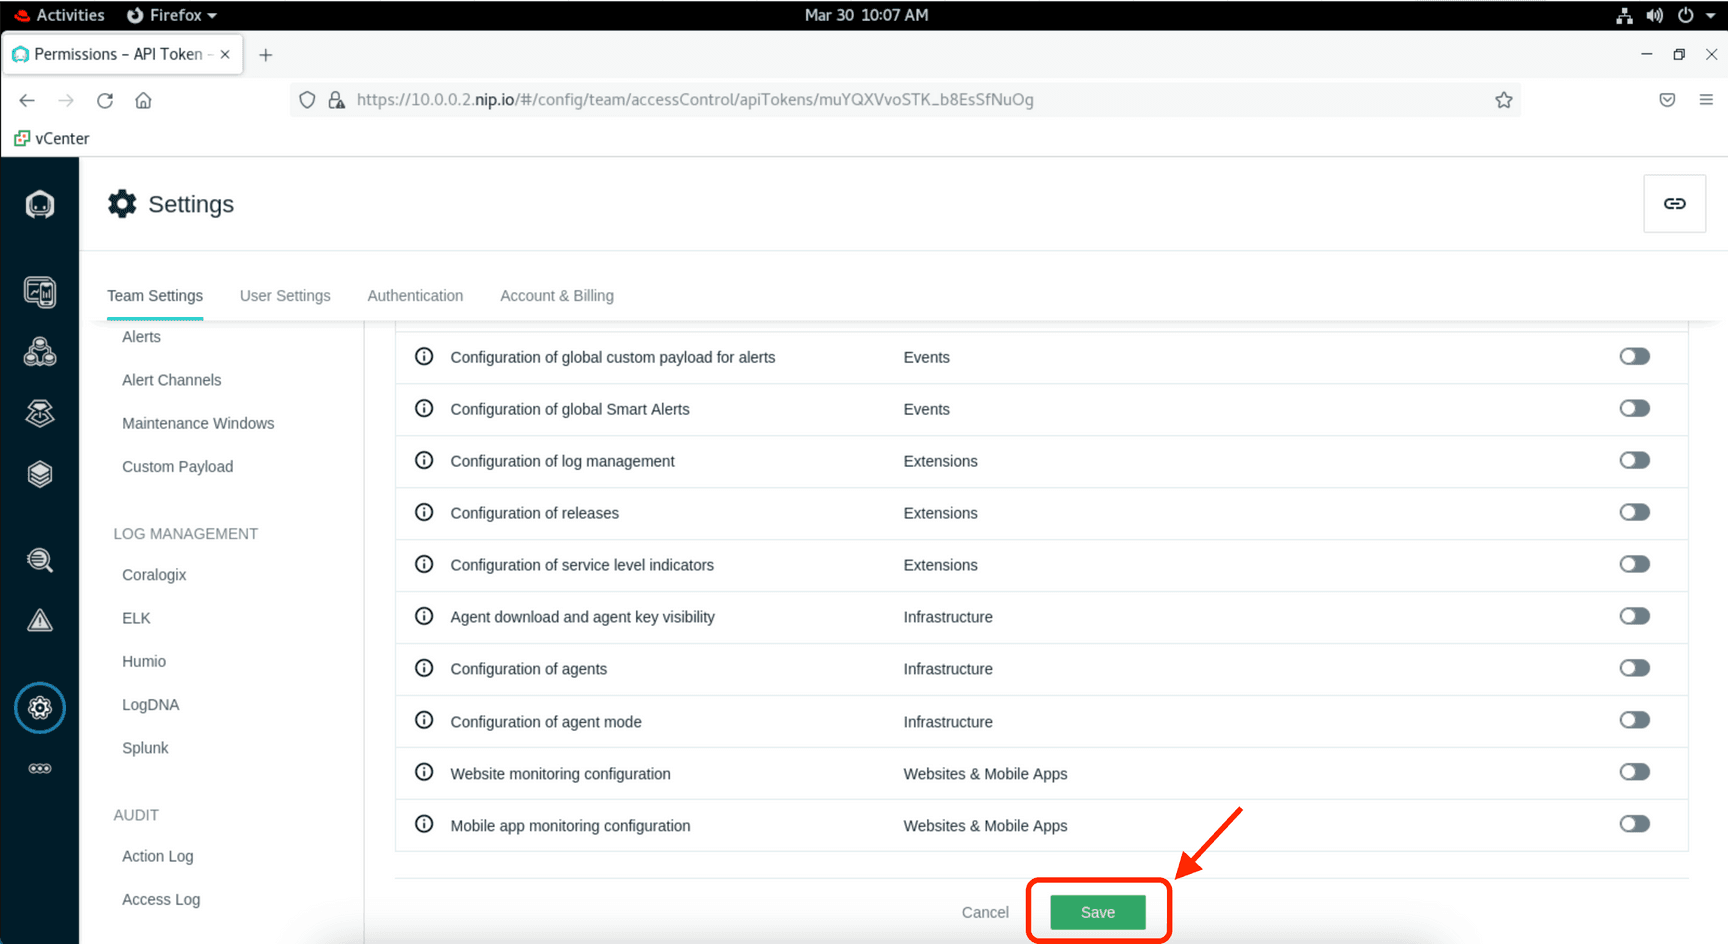 Activities
Firefox
Mar 30 10:07 AM
Permissions – API Token -
https://10.0.0.2.nip.io/#/config/team/accessControl/apiTokens/muYQXVvoSTK_b8EsSfNuOg
vCenter
Settings
Team Settings
User Settings
Authentication
Account & Billing
Alerts
Alert Channels
Maintenance Windows
Custom Payload
LOG MANAGEMENT
Coralogix
ELK
Humio
LogDNA
Splunk
AUDIT
Action Log
Access Log
Configuration of global custom payload for alerts Events
Configuration of global Smart Alerts Events
Configuration of log management Extensions
Configuration of releases Extensions
Configuration of service level indicators Extensions
Agent download and agent key visibility Infrastructure
Configuration of agents Infrastructure
Configuration of agent mode Infrastructure
Website monitoring configuration Websites & Mobile Apps
Mobile app monitoring configuration Websites & Mobile Apps
Cancel
Save